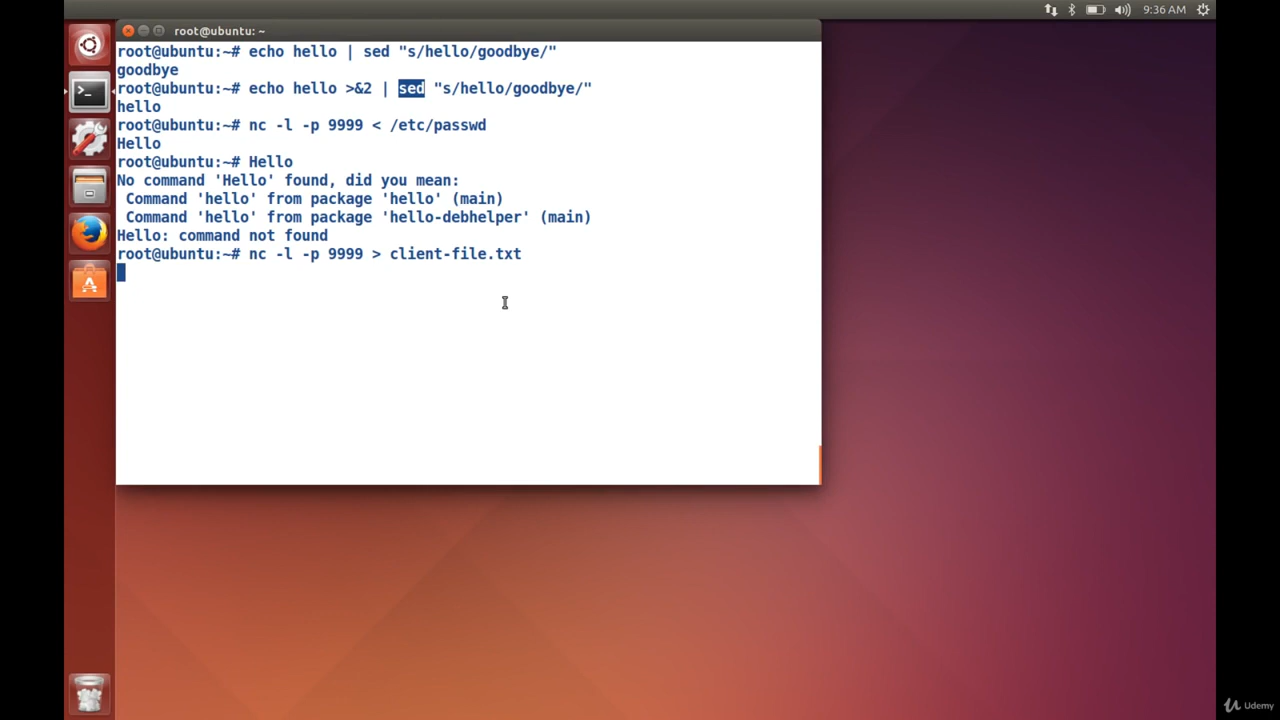 9:36 AM
root@ubuntu: ~
root@ubuntu:~# echo hello | sed "s/hello/goodbye/"
goodbye
root@ubuntu:~# echo hello >&2 | sed "s/hello/goodbye/"
hello
root@ubuntu:~# nc -l -p 9999 < /etc/passwd
Hello
root@ubuntu:~# Hello
No command 'Hello' found, did you mean:
 Command 'hello' from package 'hello' (main)
 Command 'hello' from package 'hello-debhelper' (main)
Hello: command not found
root@ubuntu:~# nc -l -p 9999 > client-file.txt
Udemy